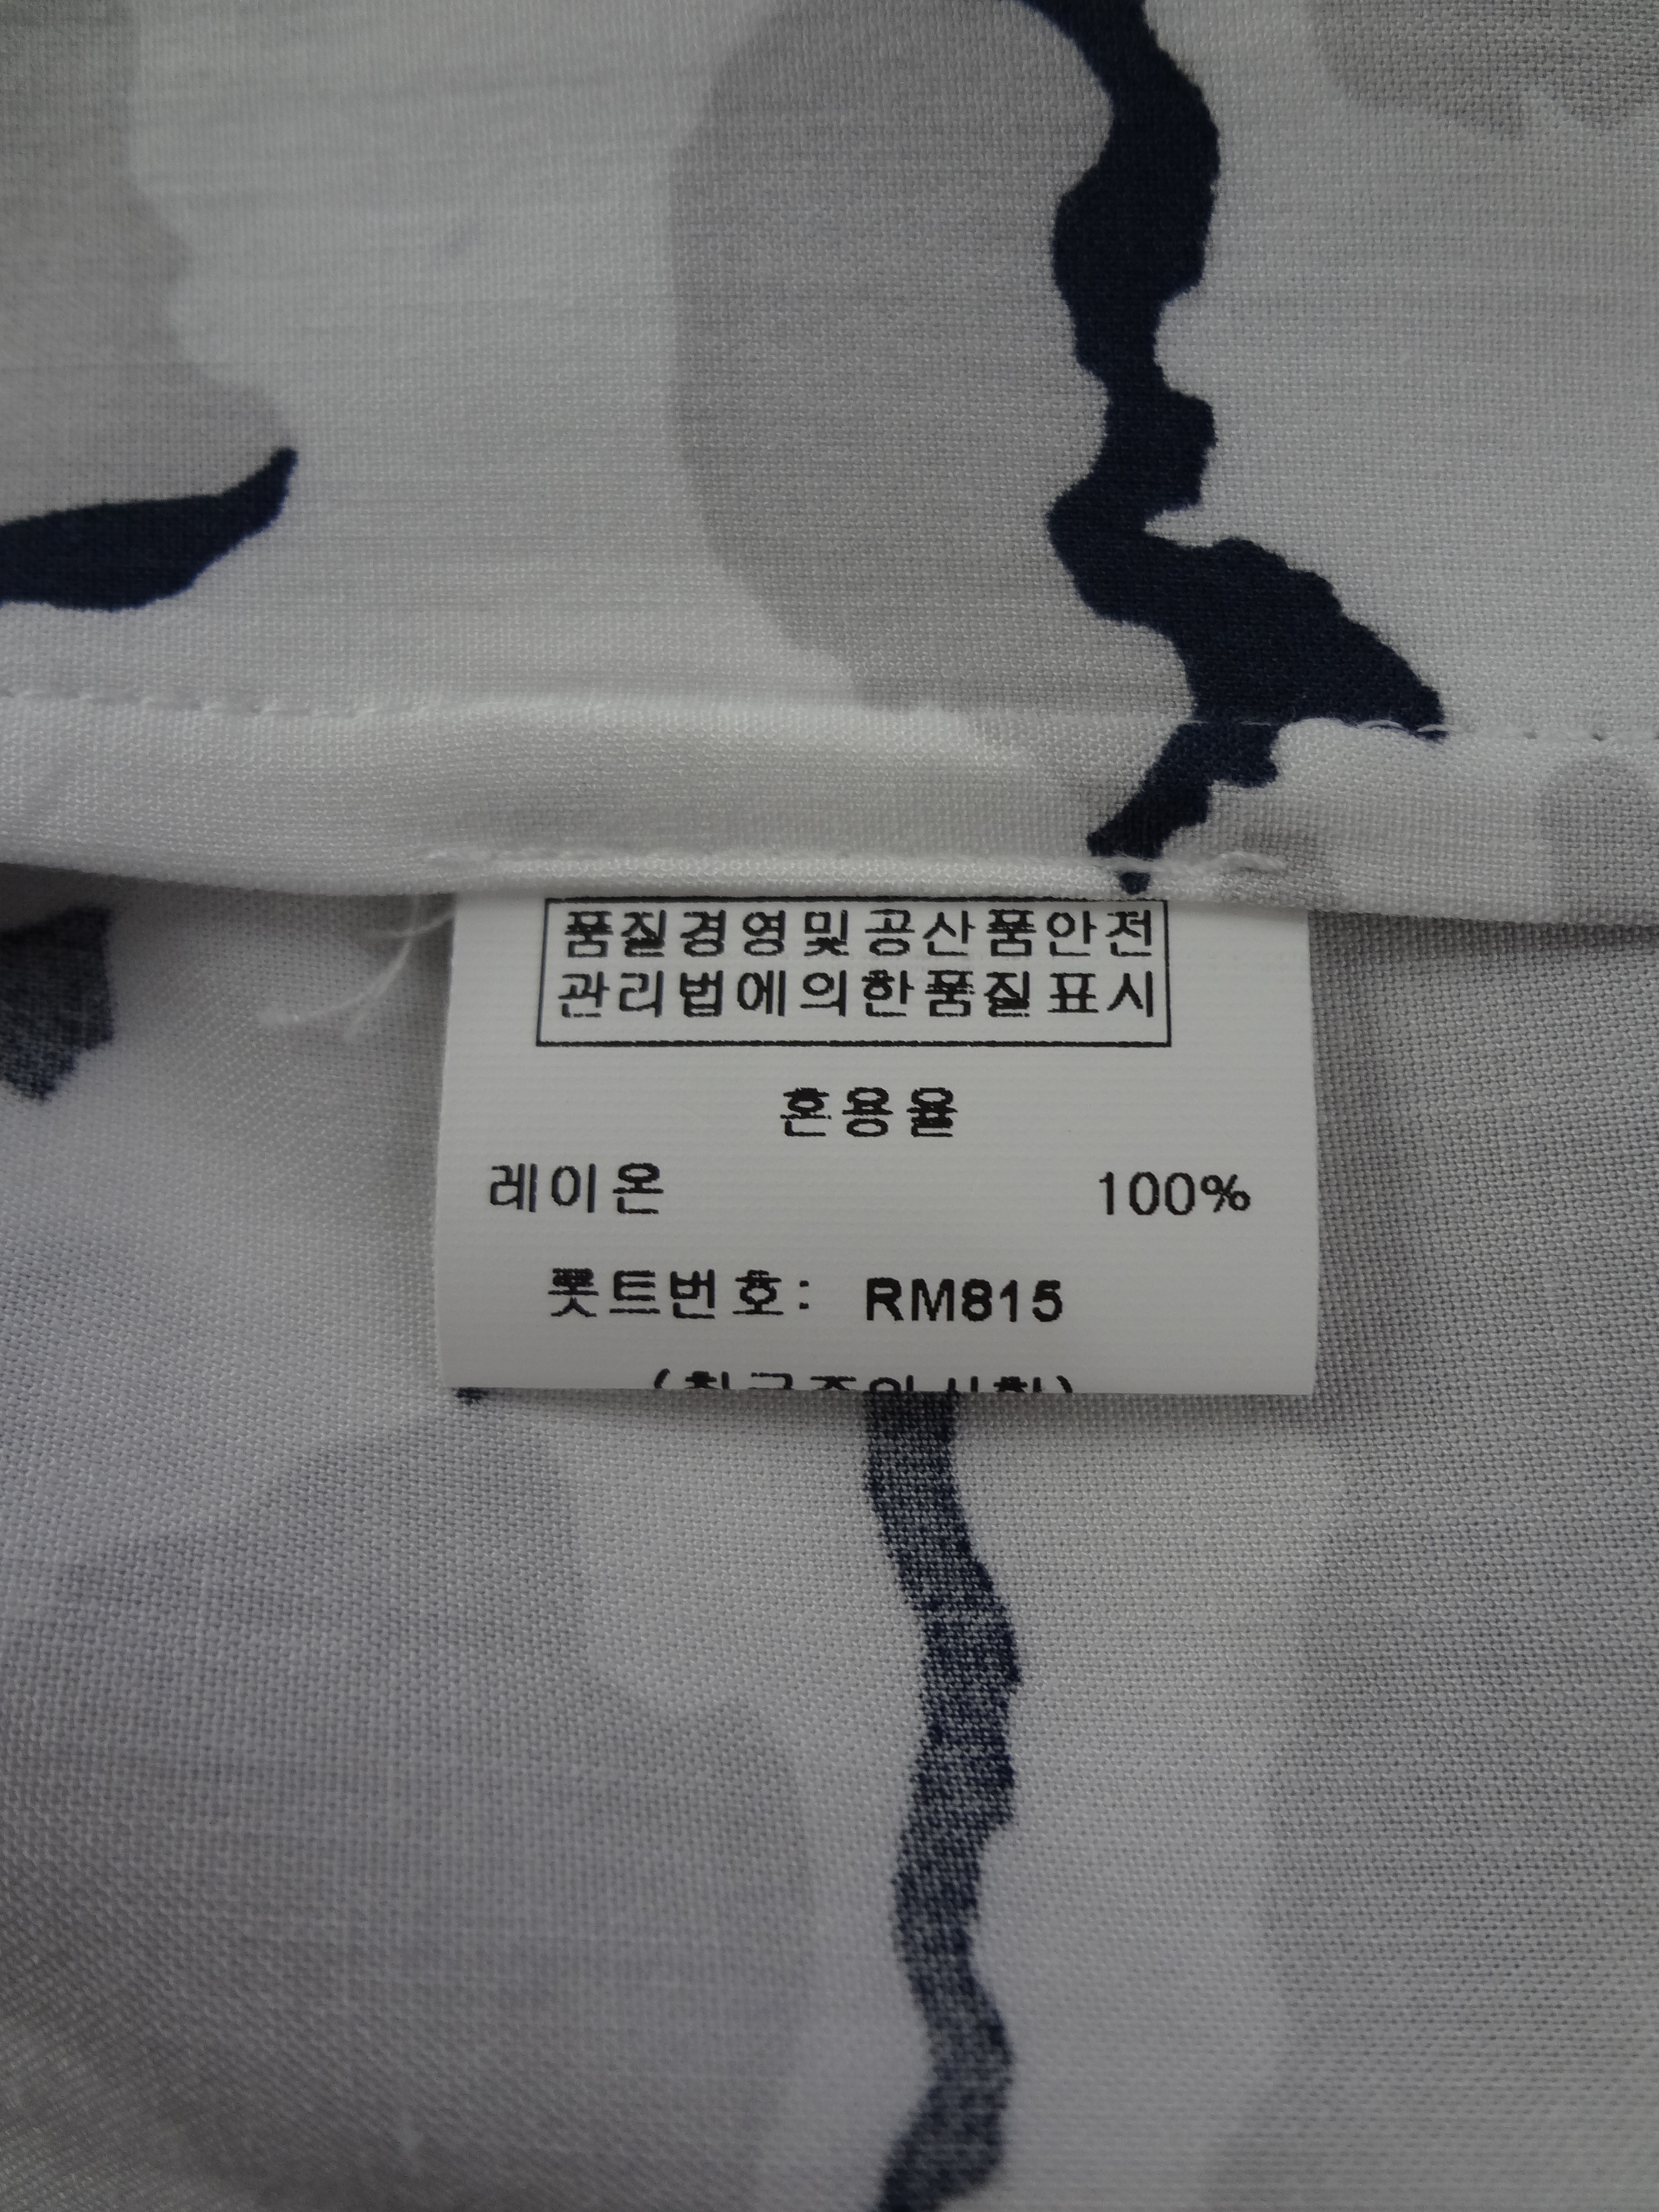 품질경영및공산품안전
관리법에의한품질표시
혼용율
레이온 100%
롯트번호: RM815